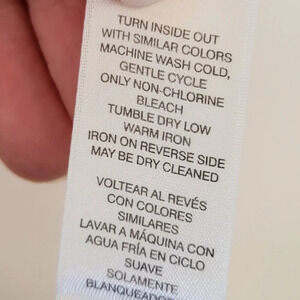 TURN INSIDE OUT
WITH SIMILAR COLORS
MACHINE WASH COLD,
GENTLE CYCLE
ONLY NON-CHLORINE
BLEACH
TUMBLE DRY LOW
WARM IRON
IRON ON REVERSE SIDE
MAY BE DRY CLEANED
VOLTEAR AL REVÉS
CON COLORES
SIMILARES
LAVAR A MÁQUINA CON
AGUA FRÍA EN CICLO
SUAVE
SOLAMENTE
BLANQUEADOR